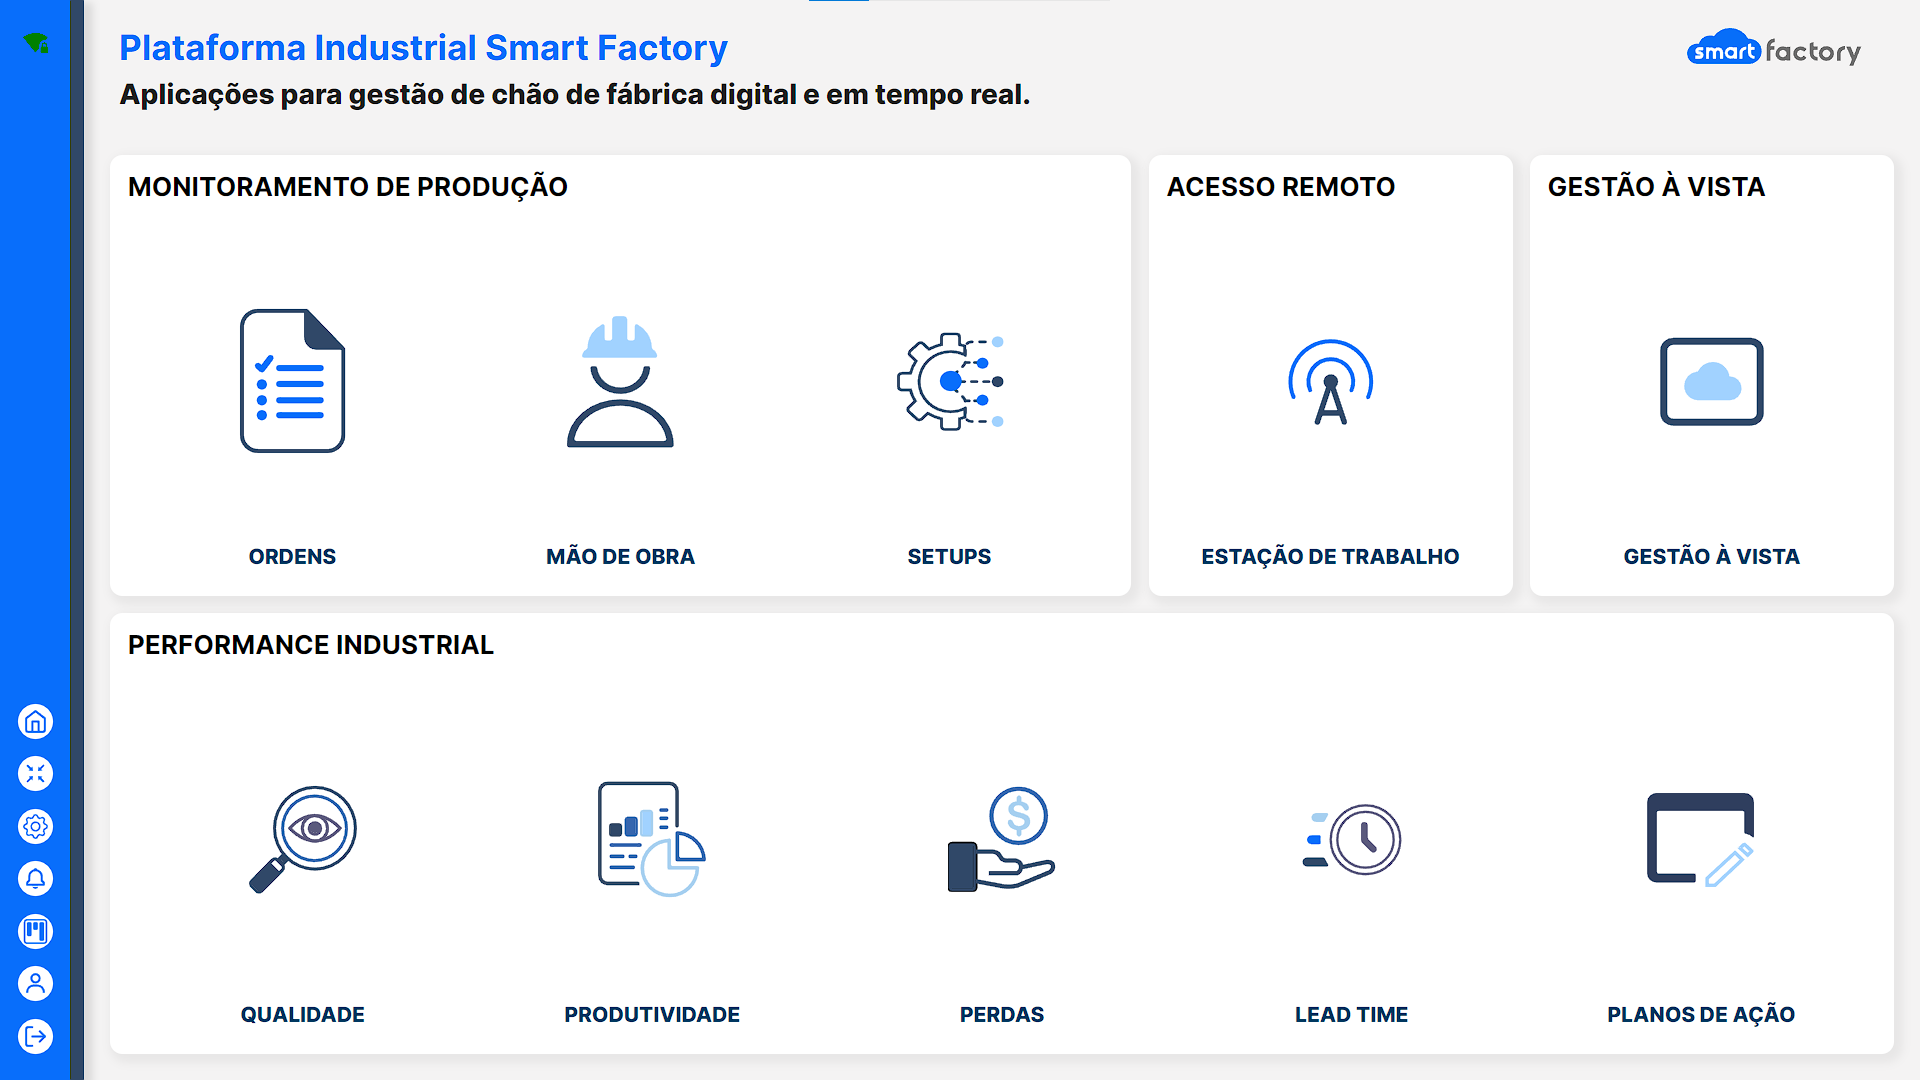 Plataforma Industrial Smart Factory
smart factory
Aplicações para gestão de chão de fábrica digital e em tempo real.
MONITORAMENTO DE PRODUÇÃO
ORDENS
MÃO DE OBRA
SETUPS
ACESSO REMOTO
ESTAÇÃO DE TRABALHO
GESTÃO À VISTA
GESTÃO À VISTA
PERFORMANCE INDUSTRIAL
$
QUALIDADE
PRODUTIVIDADE
PERDAS
LEAD TIME
PLANOS DE AÇÃO